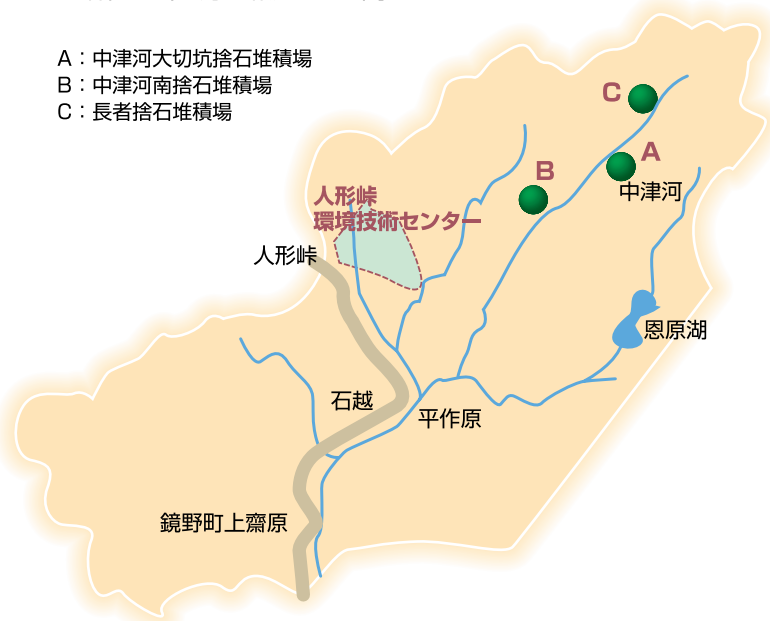 A：中津河大切坑捨石堆積場
B：中津河南捨石堆積場
C：長者捨石堆積場
C
A
B
中津河
人形峠
環境技術センター
人形峠
恩原湖
石越
平作原
鏡野町上齋原